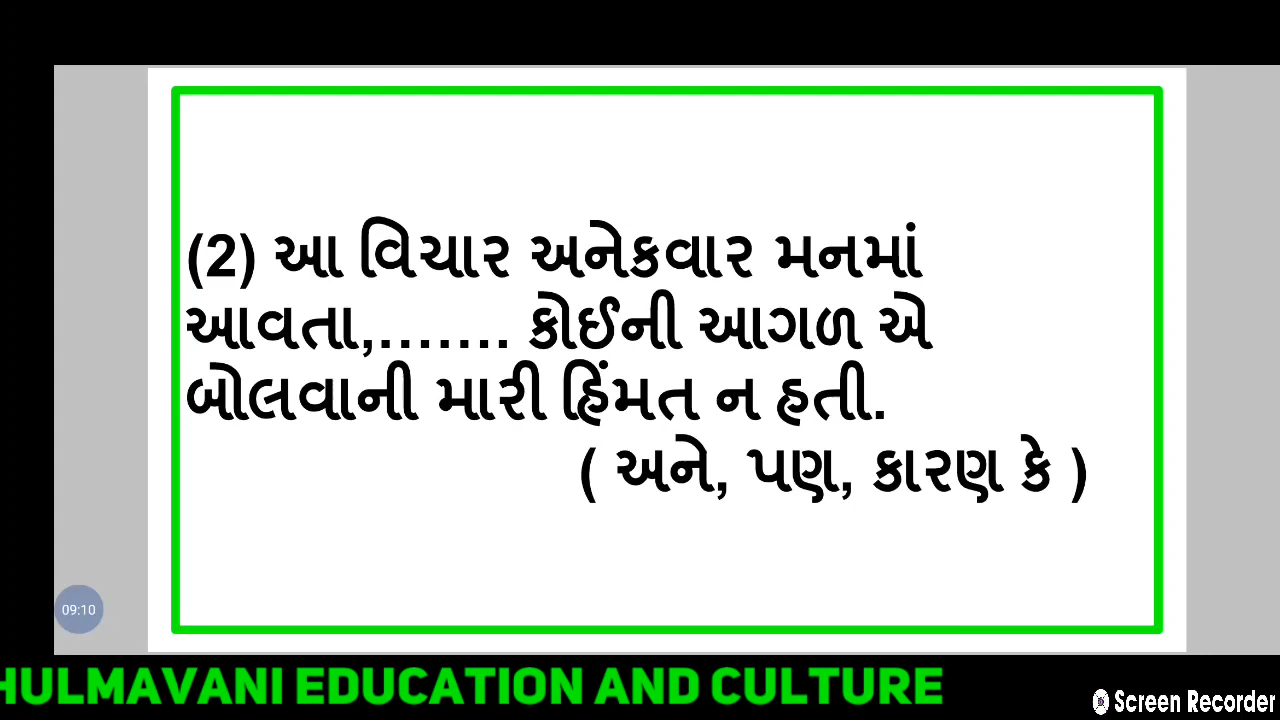 (2) આ વિચાર અનેકવાર મનમાં
આવતા,....... કોઈની આગળ એ
બોલવાની મારી હિંમત ન હતી.
( અને, પણ, કારણ કે )
09:10
HULMAVANI EDUCATION AND CULTURE
Screen Recorder